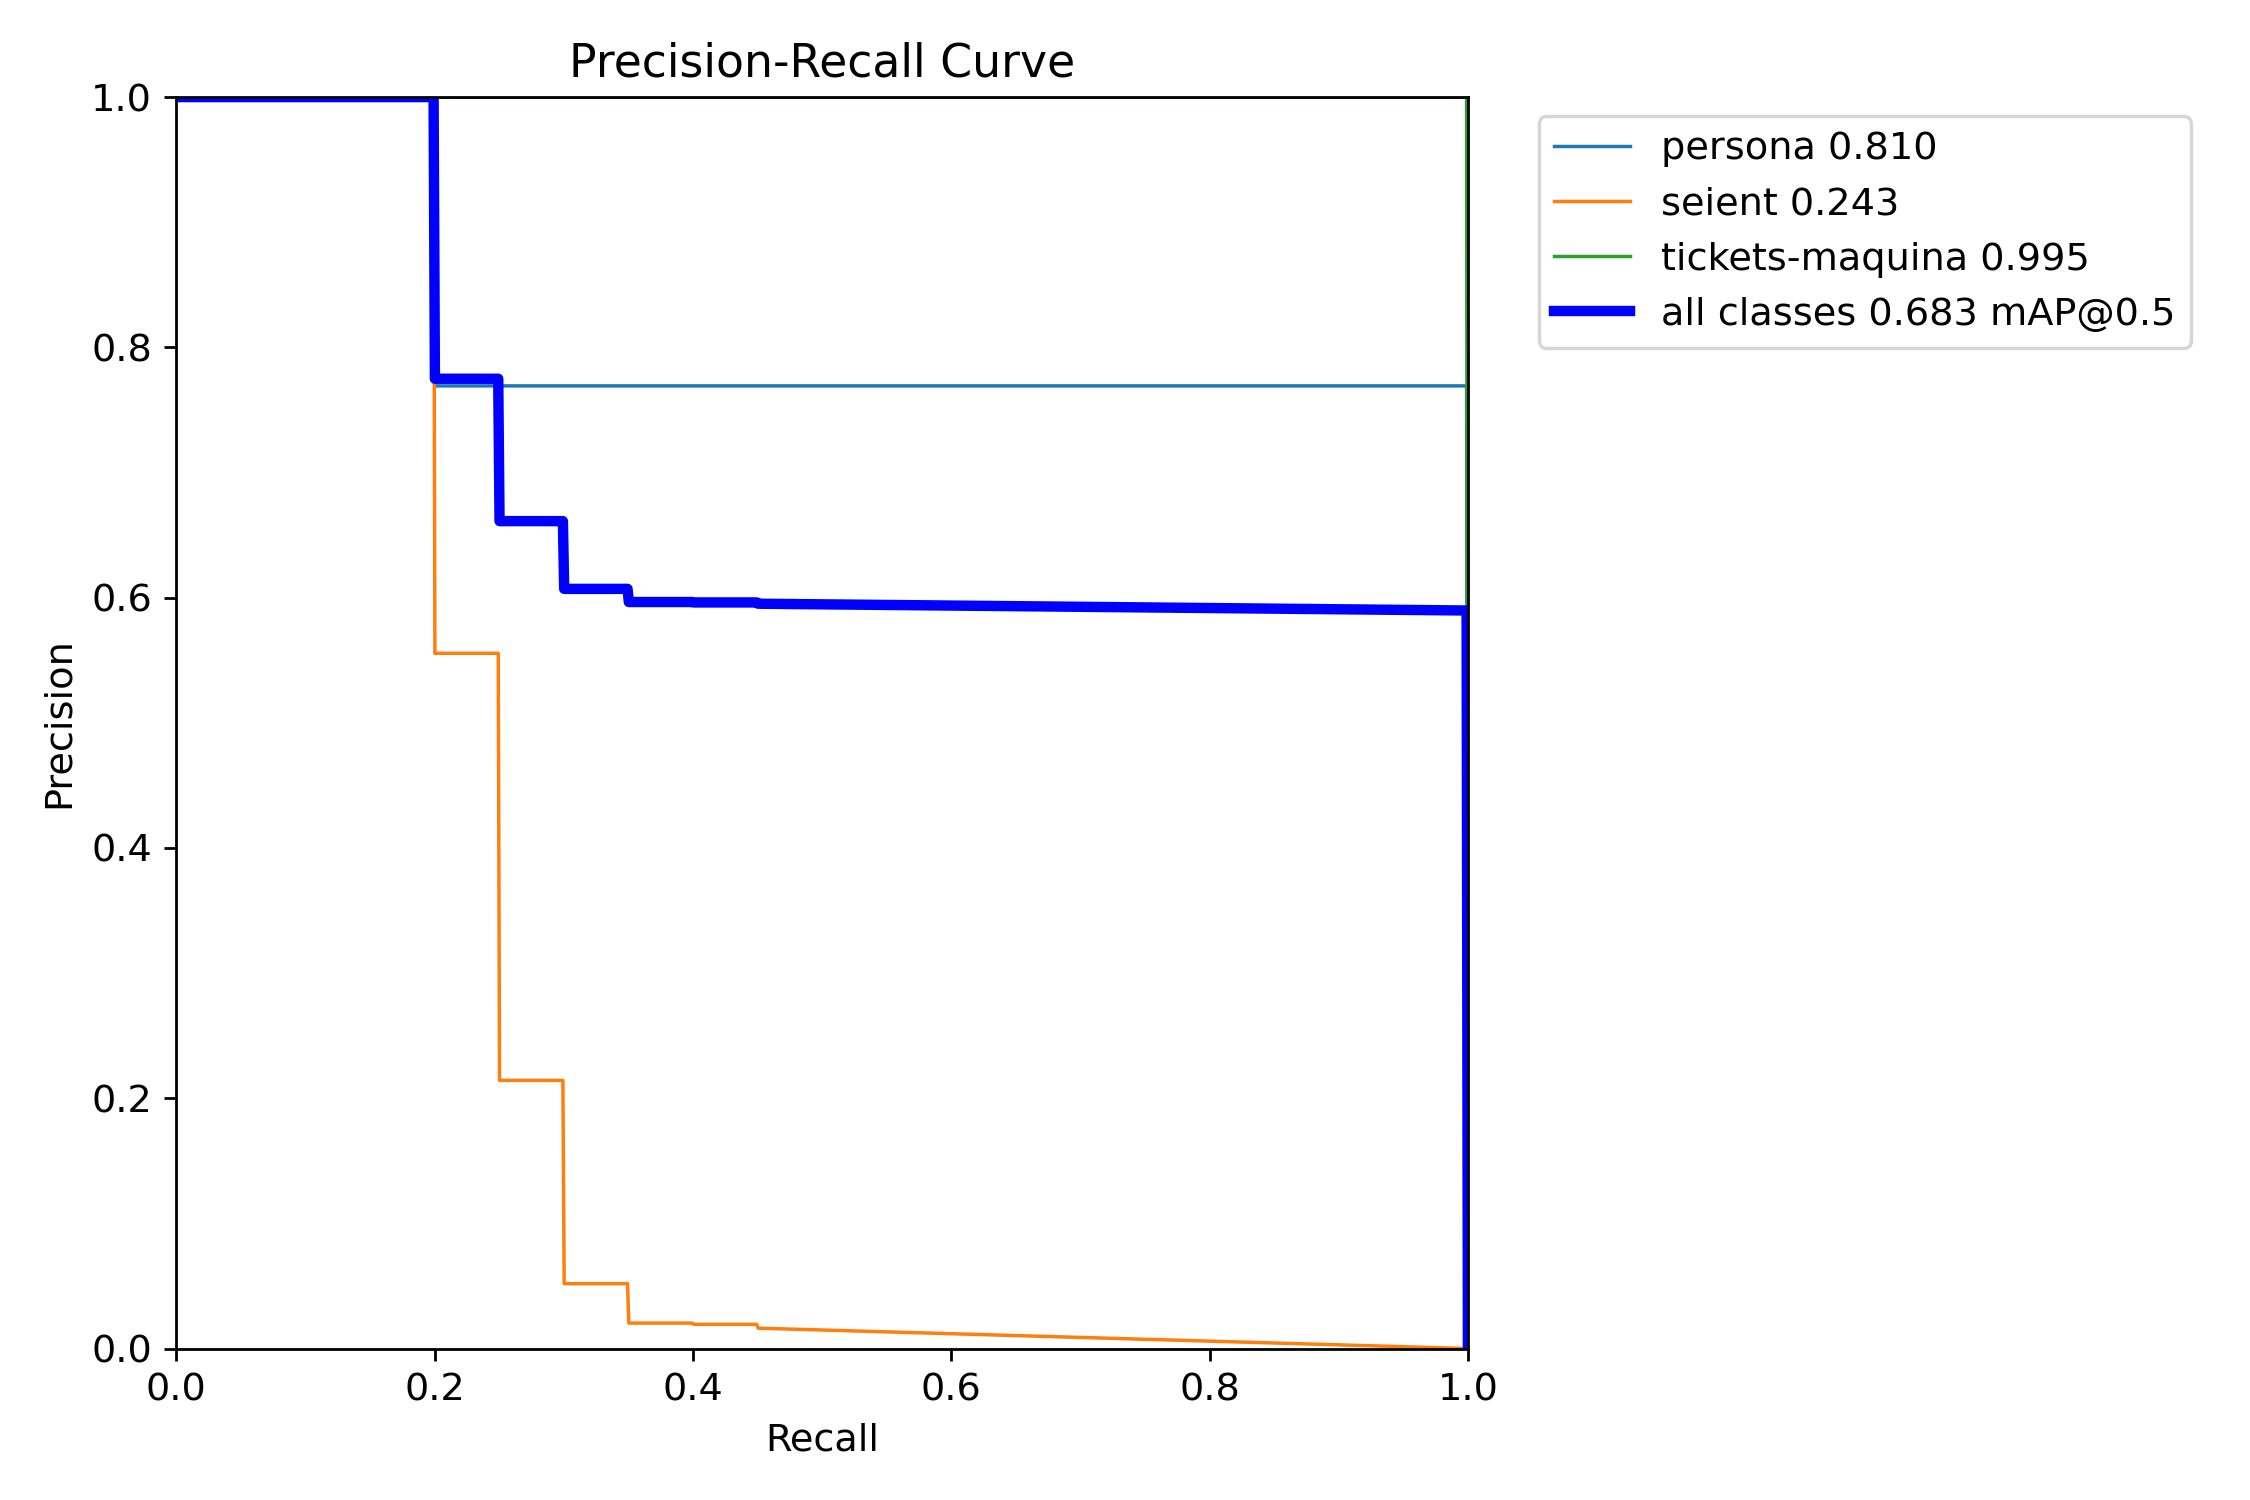 Precision-Recall Curve
persona 0.810
seient 0.243
tickets-maquina 0.995
all classes 0.683 mAP@0.5
1.0
0.8
0.6
0.4
0.2
0.0
Precision
0.0 0.2 0.4 0.6 0.8 1.0
Recall